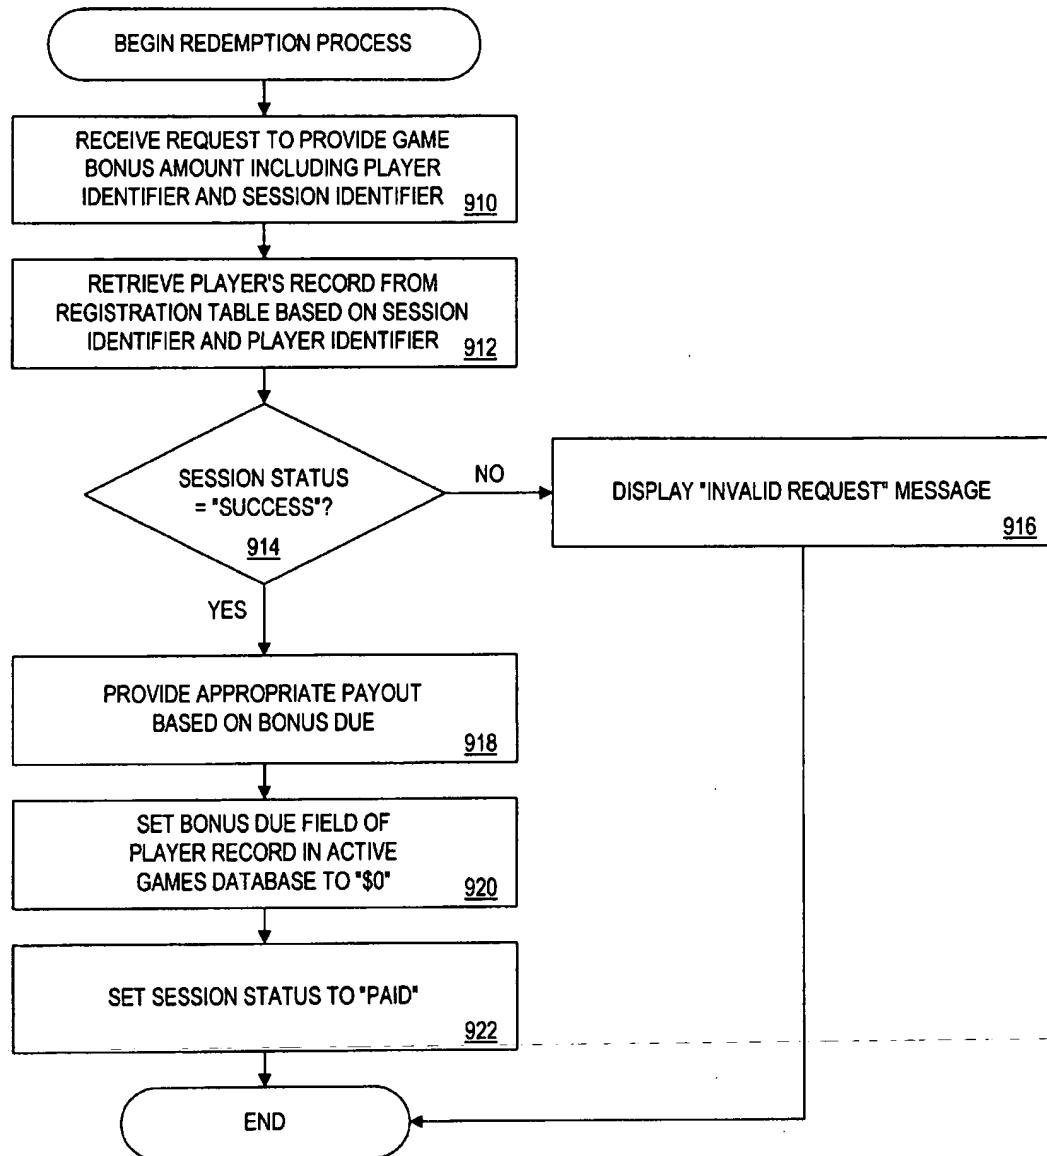 BEGIN REDEMPTION PROCESS
RECEIVE REQUEST TO PROVIDE GAME
BONUS AMOUNT INCLUDING PLAYER
IDENTIFIER AND SESSION IDENTIFIER
910
RETRIEVE PLAYER'S RECORD FROM
REGISTRATION TABLE BASED ON SESSION
IDENTIFIER AND PLAYER IDENTIFIER
912
SESSION STATUS
= "SUCCESS"?
914
NO
DISPLAY "INVALID REQUEST" MESSAGE
916
YES
PROVIDE APPROPRIATE PAYOUT
BASED ON BONUS DUE
918
SET BONUS DUE FIELD OF
PLAYER RECORD IN ACTIVE
GAMES DATABASE TO "$0"
920
SET SESSION STATUS TO "PAID"
922
END